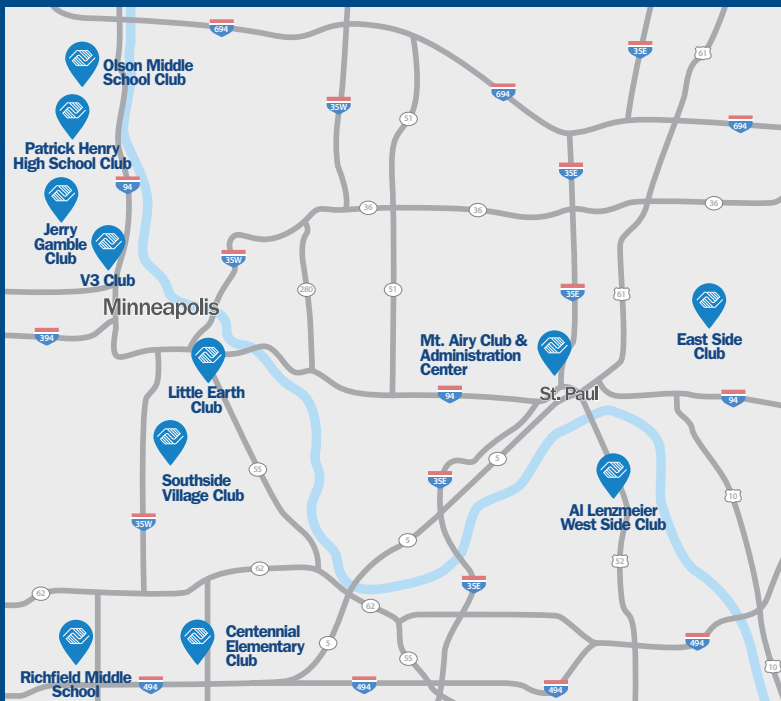 694
Olson Middle
School Club
35E
61
35W
694
51
694
Patrick Henry
High School Club
35E
94
36
36
36
Jerry
Gamble
Club
V3 Club
35W
280
51
35E
61
Minneapolis
394
Mt. Airy Club &
Administration
Center
East Side
Club
Little Earth
Club
94
St. Paul
94
55
5
Southside
Village Club
35E
10
Al Lenzmeier
West Side Club
35W
5
52
62
62
35E
62
Centennial
Elementary
Club
5
494
55
10
Richfield Middle
School
494
494
494